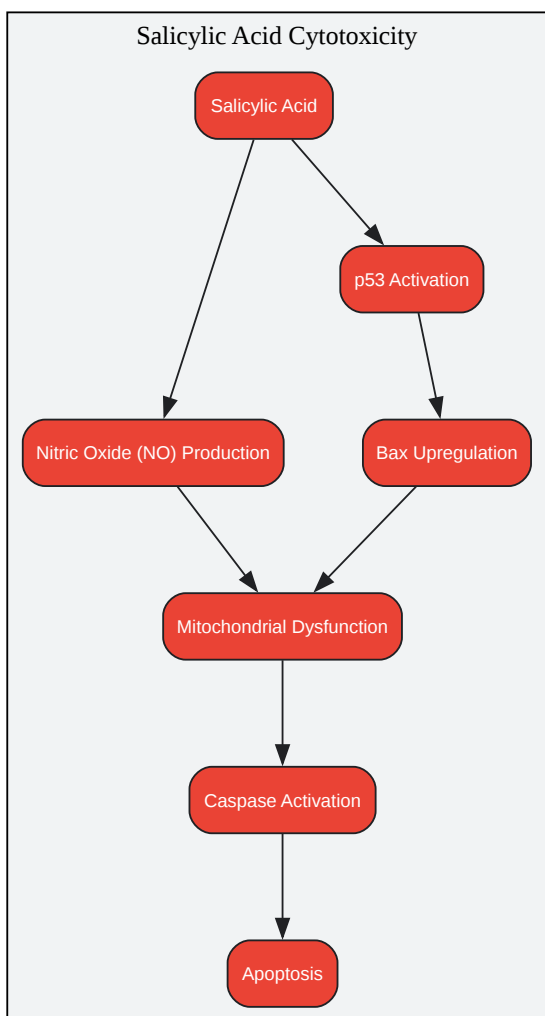 Salicylic Acid Cytotoxicity
Salicylic Acid
p53 Activation
Nitric Oxide (NO) Production
Bax Upregulation
Mitochondrial Dysfunction
Caspase Activation
Apoptosis